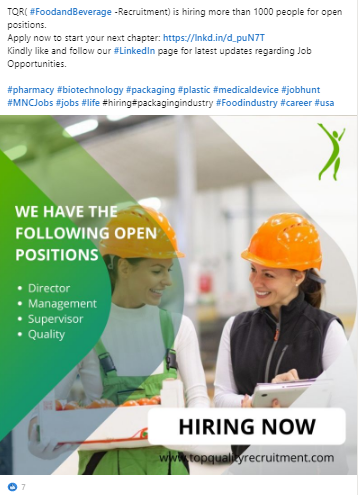 TQR( #FoodandBeverage -Recruitment) is hiring more than 1000 people for open
positions.
Apply now to start your next chapter: https://lnkd.in/d_puN7T
Kindly like and follow our #LinkedIn page for latest updates regarding Job
Opportunities.
#pharmacy #biotechnology #packaging #plastic #medicaldevice #jobhunt
#MNCJobs #jobs #life #hiring#packagingindustry #Foodindustry #career #usa
WE HAVE THE
FOLLOWING OPEN
POSITIONS
• Director
• Management
• Supervisor
• Quality
HIRING NOW
www.topqualityrecruitment.com
7